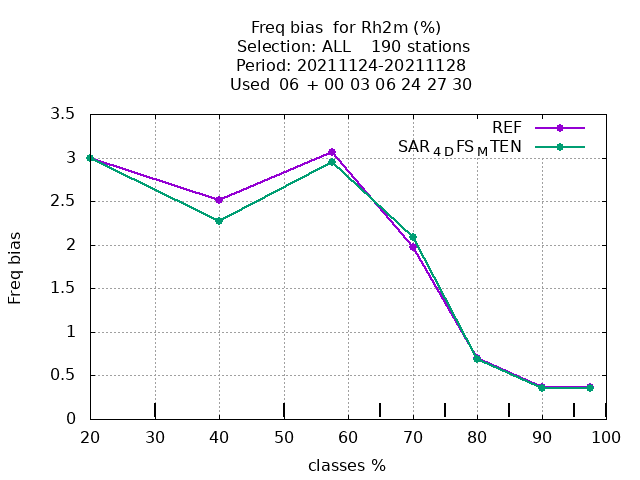 Freq bias  for Rh2m (%)
Selection: ALL    190 stations
Period: 20211124-20211128
Used  06  + 00 03 06 24 27 30
REF
SAR4DFSMTEN
3.5
3
2.5
2
1.5
1
0.5
0
Freq bias
20 30 40 50 60 70 80 90 100
classes %